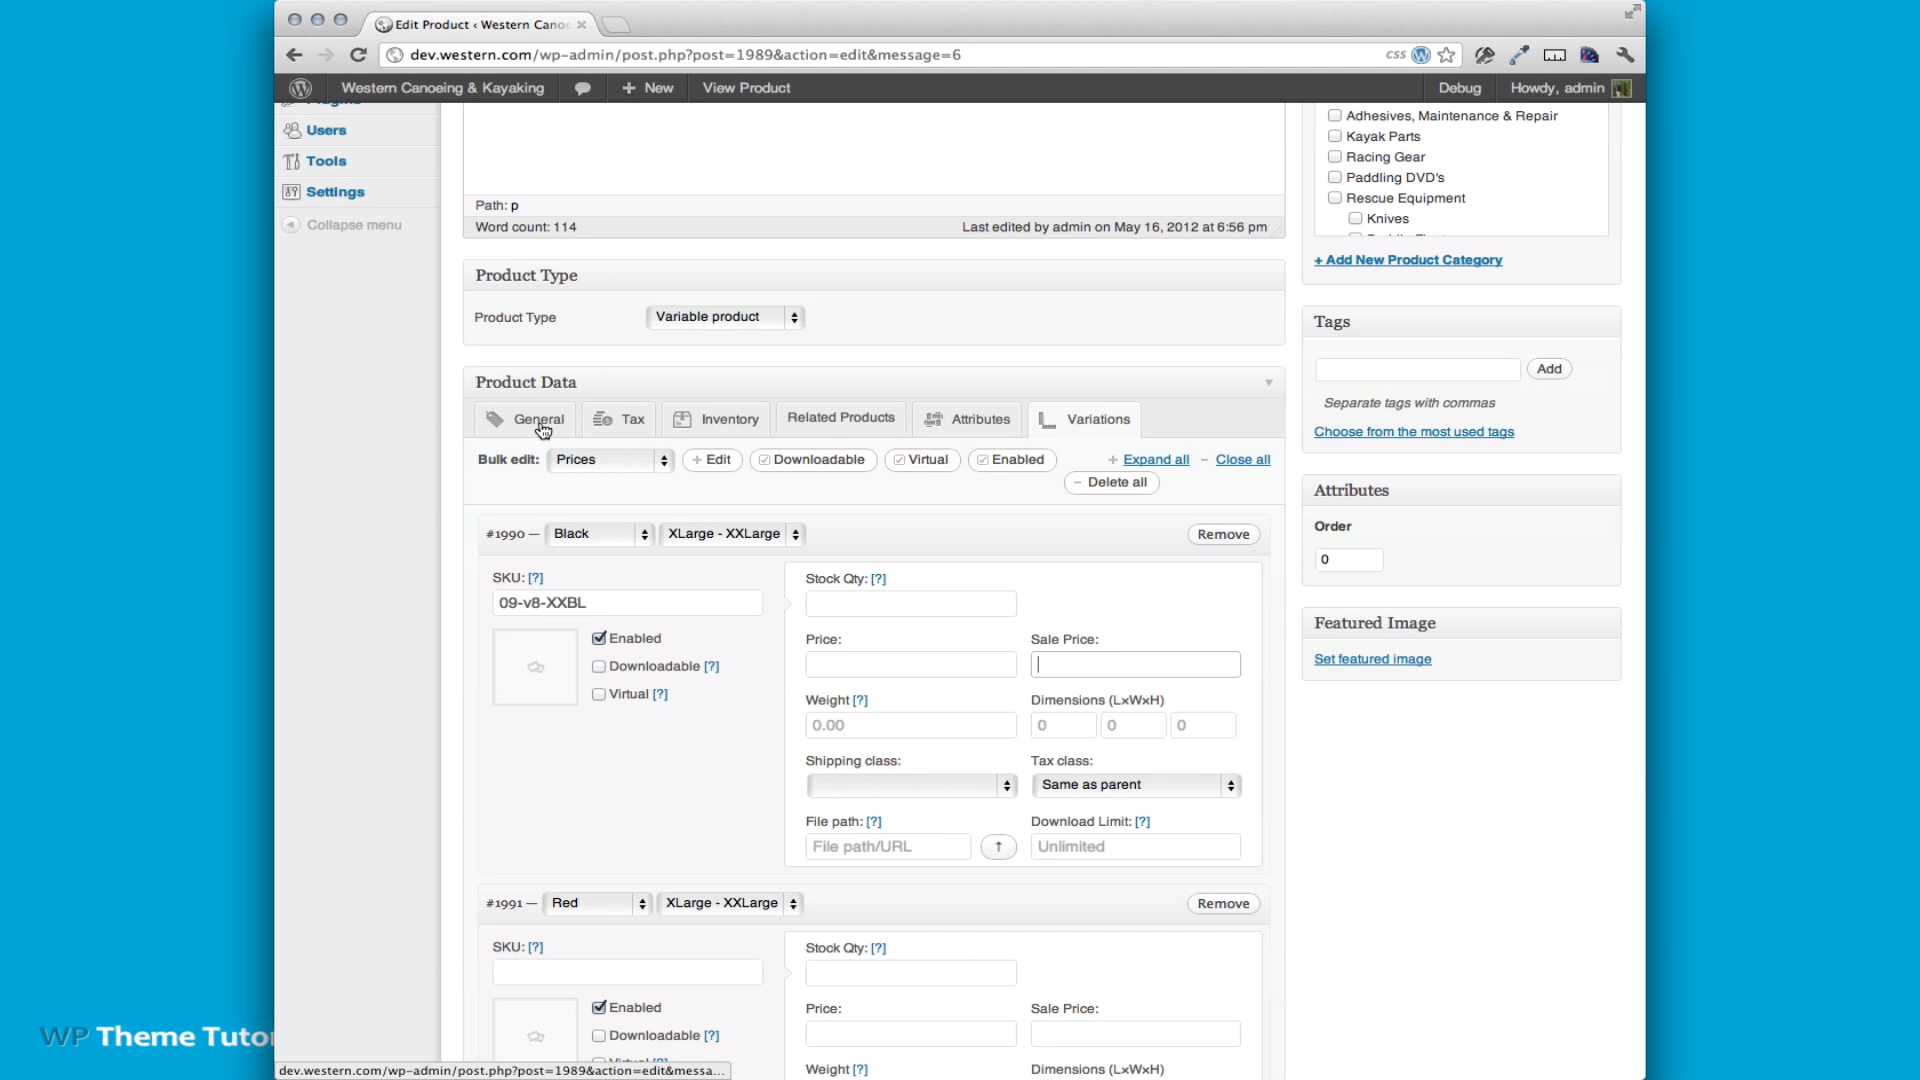 Edit Product ‹ Western Canoe
dev.western.com/wp-admin/post.php?post=1989&action=edit&message=6
css
Western Canoeing & Kayaking
+ New
View Product
Debug
Howdy, admin
Plugins
Users
Tools
Settings
Collapse menu
Path: p
Word count: 114
Last edited by admin on May 16, 2012 at 6:56 pm
Product Type
Product Type
Variable product
Product Data
General
Tax
Inventory
Related Products
Attributes
Variations
Bulk edit:
Prices
+ Edit
Downloadable
Virtual
Enabled
+ Expand all
− Close all
− Delete all
#1990 —
Black
XLarge - XXLarge
Remove
SKU: [?]
09-v8-XXBL
Enabled
Downloadable [?]
Virtual [?]
Stock Qty: [?]
Price:
Sale Price:
Weight [?]
Dimensions (L×W×H)
0.00
0
0
0
Shipping class:
Tax class:
Same as parent
File path: [?]
Download Limit: [?]
File path/URL
↑
Unlimited
#1991 —
Red
XLarge - XXLarge
Remove
SKU: [?]
Enabled
Downloadable [?]
Virtual [?]
Stock Qty: [?]
Price:
Sale Price:
Weight [?]
Dimensions (L×W×H)
Adhesives, Maintenance & Repair
Kayak Parts
Racing Gear
Paddling DVD's
Rescue Equipment
Knives
+ Add New Product Category
Tags
Add
Separate tags with commas
Choose from the most used tags
Attributes
Order
0
Featured Image
Set featured image
WP Theme Tutor
dev.western.com/wp-admin/post.php?post=1989&action=edit&messa...